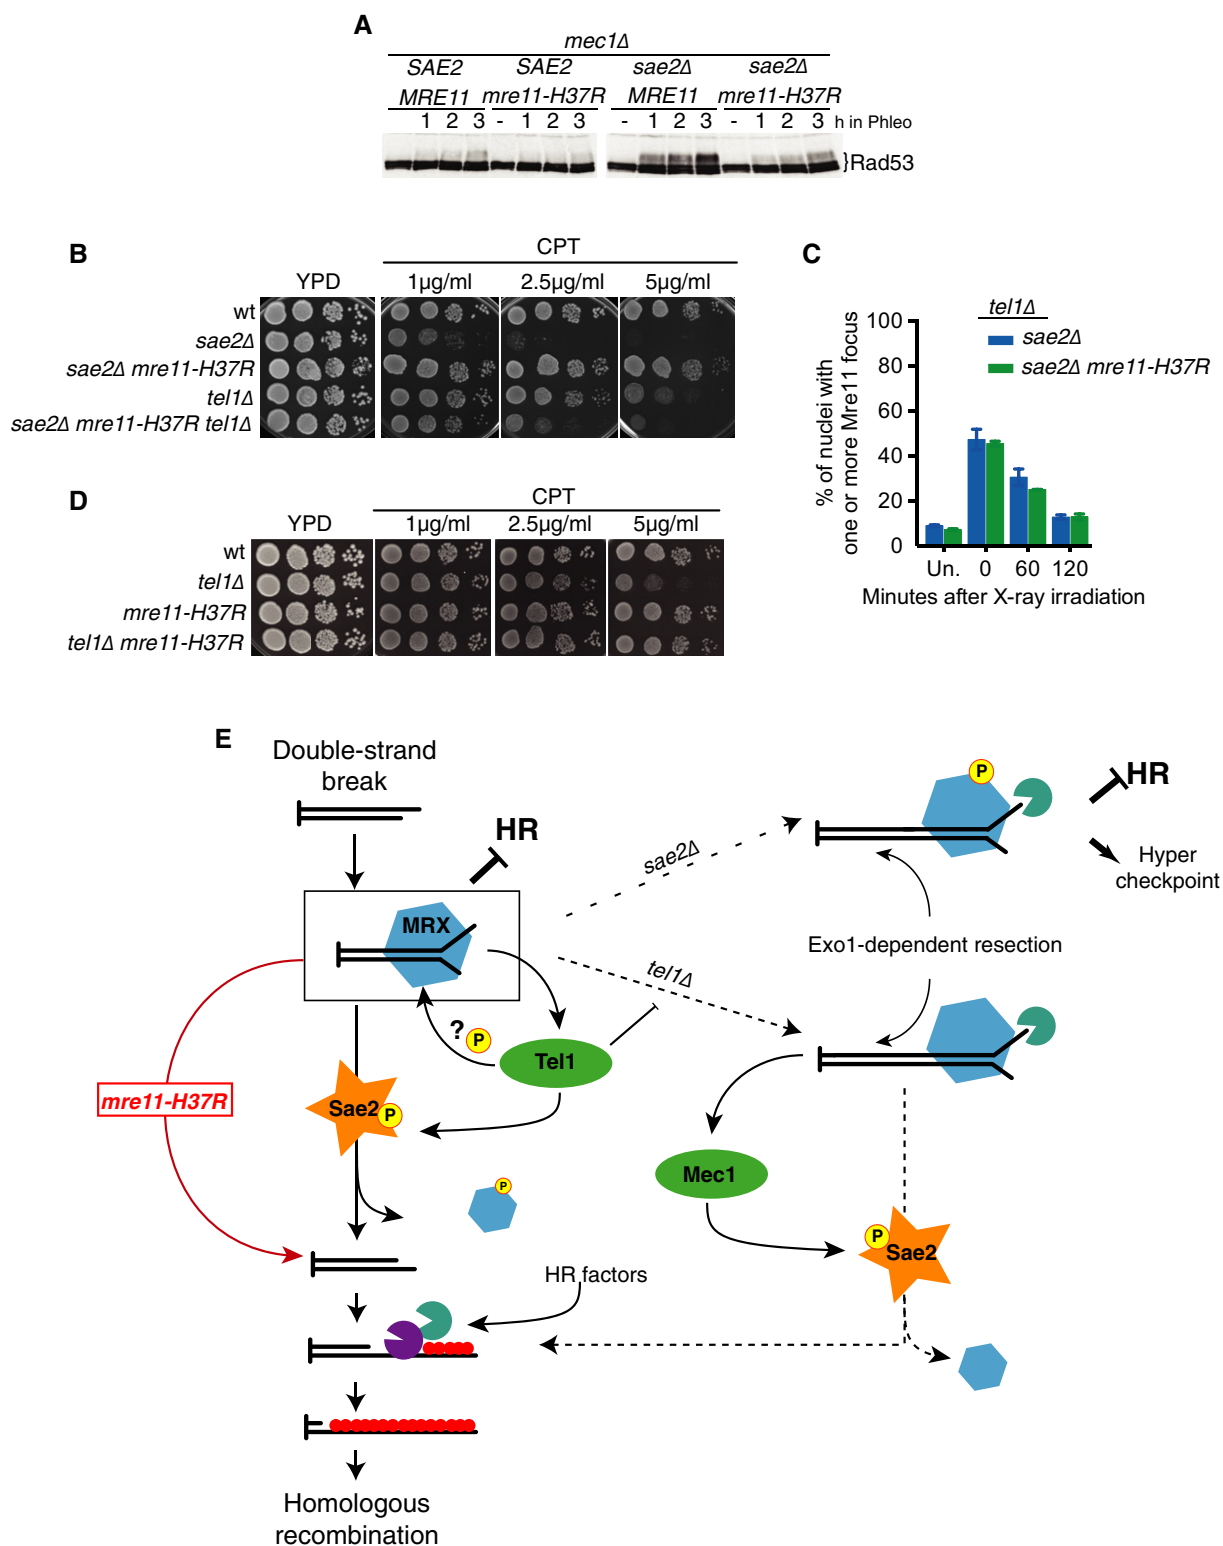 A
mec1Δ
SAE2 SAE2 sae2Δ sae2Δ
MRE11 mre11-H37R MRE11 mre11-H37R
1 2 3 - 1 2 3 - 1 2 3 - 1 2 3 h in Phleo
}Rad53
B
CPT
YPD 1µg/ml 2.5µg/ml 5µg/ml
wt
sae2Δ
sae2Δ mre11-H37R
tel1Δ
sae2Δ mre11-H37R tel1Δ
C
tel1Δ
sae2Δ
sae2Δ mre11-H37R
% of nuclei with
one or more Mre11 focus
100
80
60
40
20
0
Un. 0 60 120
Minutes after X-ray irradiation
D
CPT
YPD 1µg/ml 2.5µg/ml 5µg/ml
wt
tel1Δ
mre11-H37R
tel1Δ mre11-H37R
E
Double-strand
break
HR
MRX
? P
Tel1
mre11-H37R
Sae2 P
P
sae2Δ
tel1Δ
P
HR
Hyper
checkpoint
Exo1-dependent resection
Mec1
P
Sae2
HR factors
Homologous
recombination